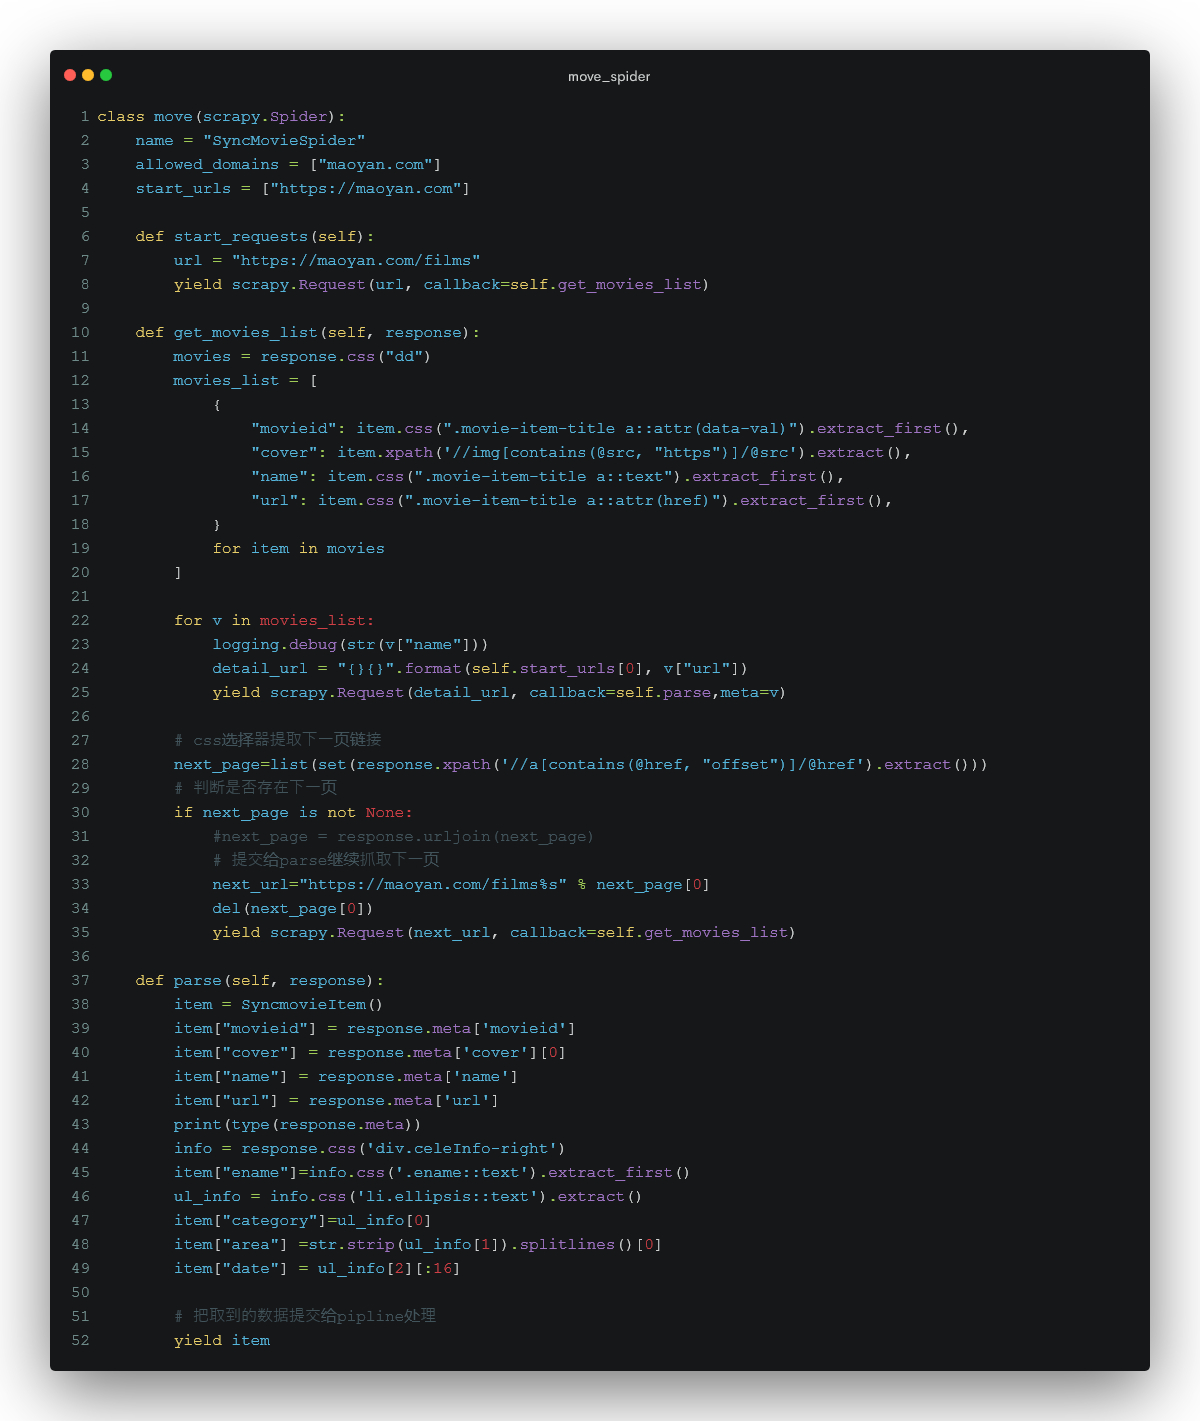 move_spider
1 class move(scrapy.Spider):
2     name = "SyncMovieSpider"
3     allowed_domains = ["maoyan.com"]
4     start_urls = ["https://maoyan.com"]
5
6     def start_requests(self):
7         url = "https://maoyan.com/films"
8         yield scrapy.Request(url, callback=self.get_movies_list)
9
10     def get_movies_list(self, response):
11         movies = response.css("dd")
12         movies_list = [
13             {
14                 "movieid": item.css(".movie-item-title a::attr(data-val)").extract_first(),
15                 "cover": item.xpath('//img[contains(@src, "https")]/@src').extract(),
16                 "name": item.css(".movie-item-title a::text").extract_first(),
17                 "url": item.css(".movie-item-title a::attr(href)").extract_first(),
18             }
19             for item in movies
20         ]
21
22         for v in movies_list:
23             logging.debug(str(v["name"]))
24             detail_url = "{}{}".format(self.start_urls[0], v["url"])
25             yield scrapy.Request(detail_url, callback=self.parse,meta=v)
26
27         # css选择器提取下一页链接
28         next_page=list(set(response.xpath('//a[contains(@href, "offset")]/@href').extract()))
29         # 判断是否存在下一页
30         if next_page is not None:
31             #next_page = response.urljoin(next_page)
32             # 提交给parse继续抓取下一页
33             next_url="https://maoyan.com/films%s" % next_page[0]
34             del(next_page[0])
35             yield scrapy.Request(next_url, callback=self.get_movies_list)
36
37     def parse(self, response):
38         item = SyncmovieItem()
39         item["movieid"] = response.meta['movieid']
40         item["cover"] = response.meta['cover'][0]
41         item["name"] = response.meta['name']
42         item["url"] = response.meta['url']
43         print(type(response.meta))
44         info = response.css('div.celeInfo-right')
45         item["ename"]=info.css('.ename::text').extract_first()
46         ul_info = info.css('li.ellipsis::text').extract()
47         item["category"]=ul_info[0]
48         item["area"] =str.strip(ul_info[1]).splitlines()[0]
49         item["date"] = ul_info[2][:16]
50
51         # 把取到的数据提交给pipline处理
52         yield item